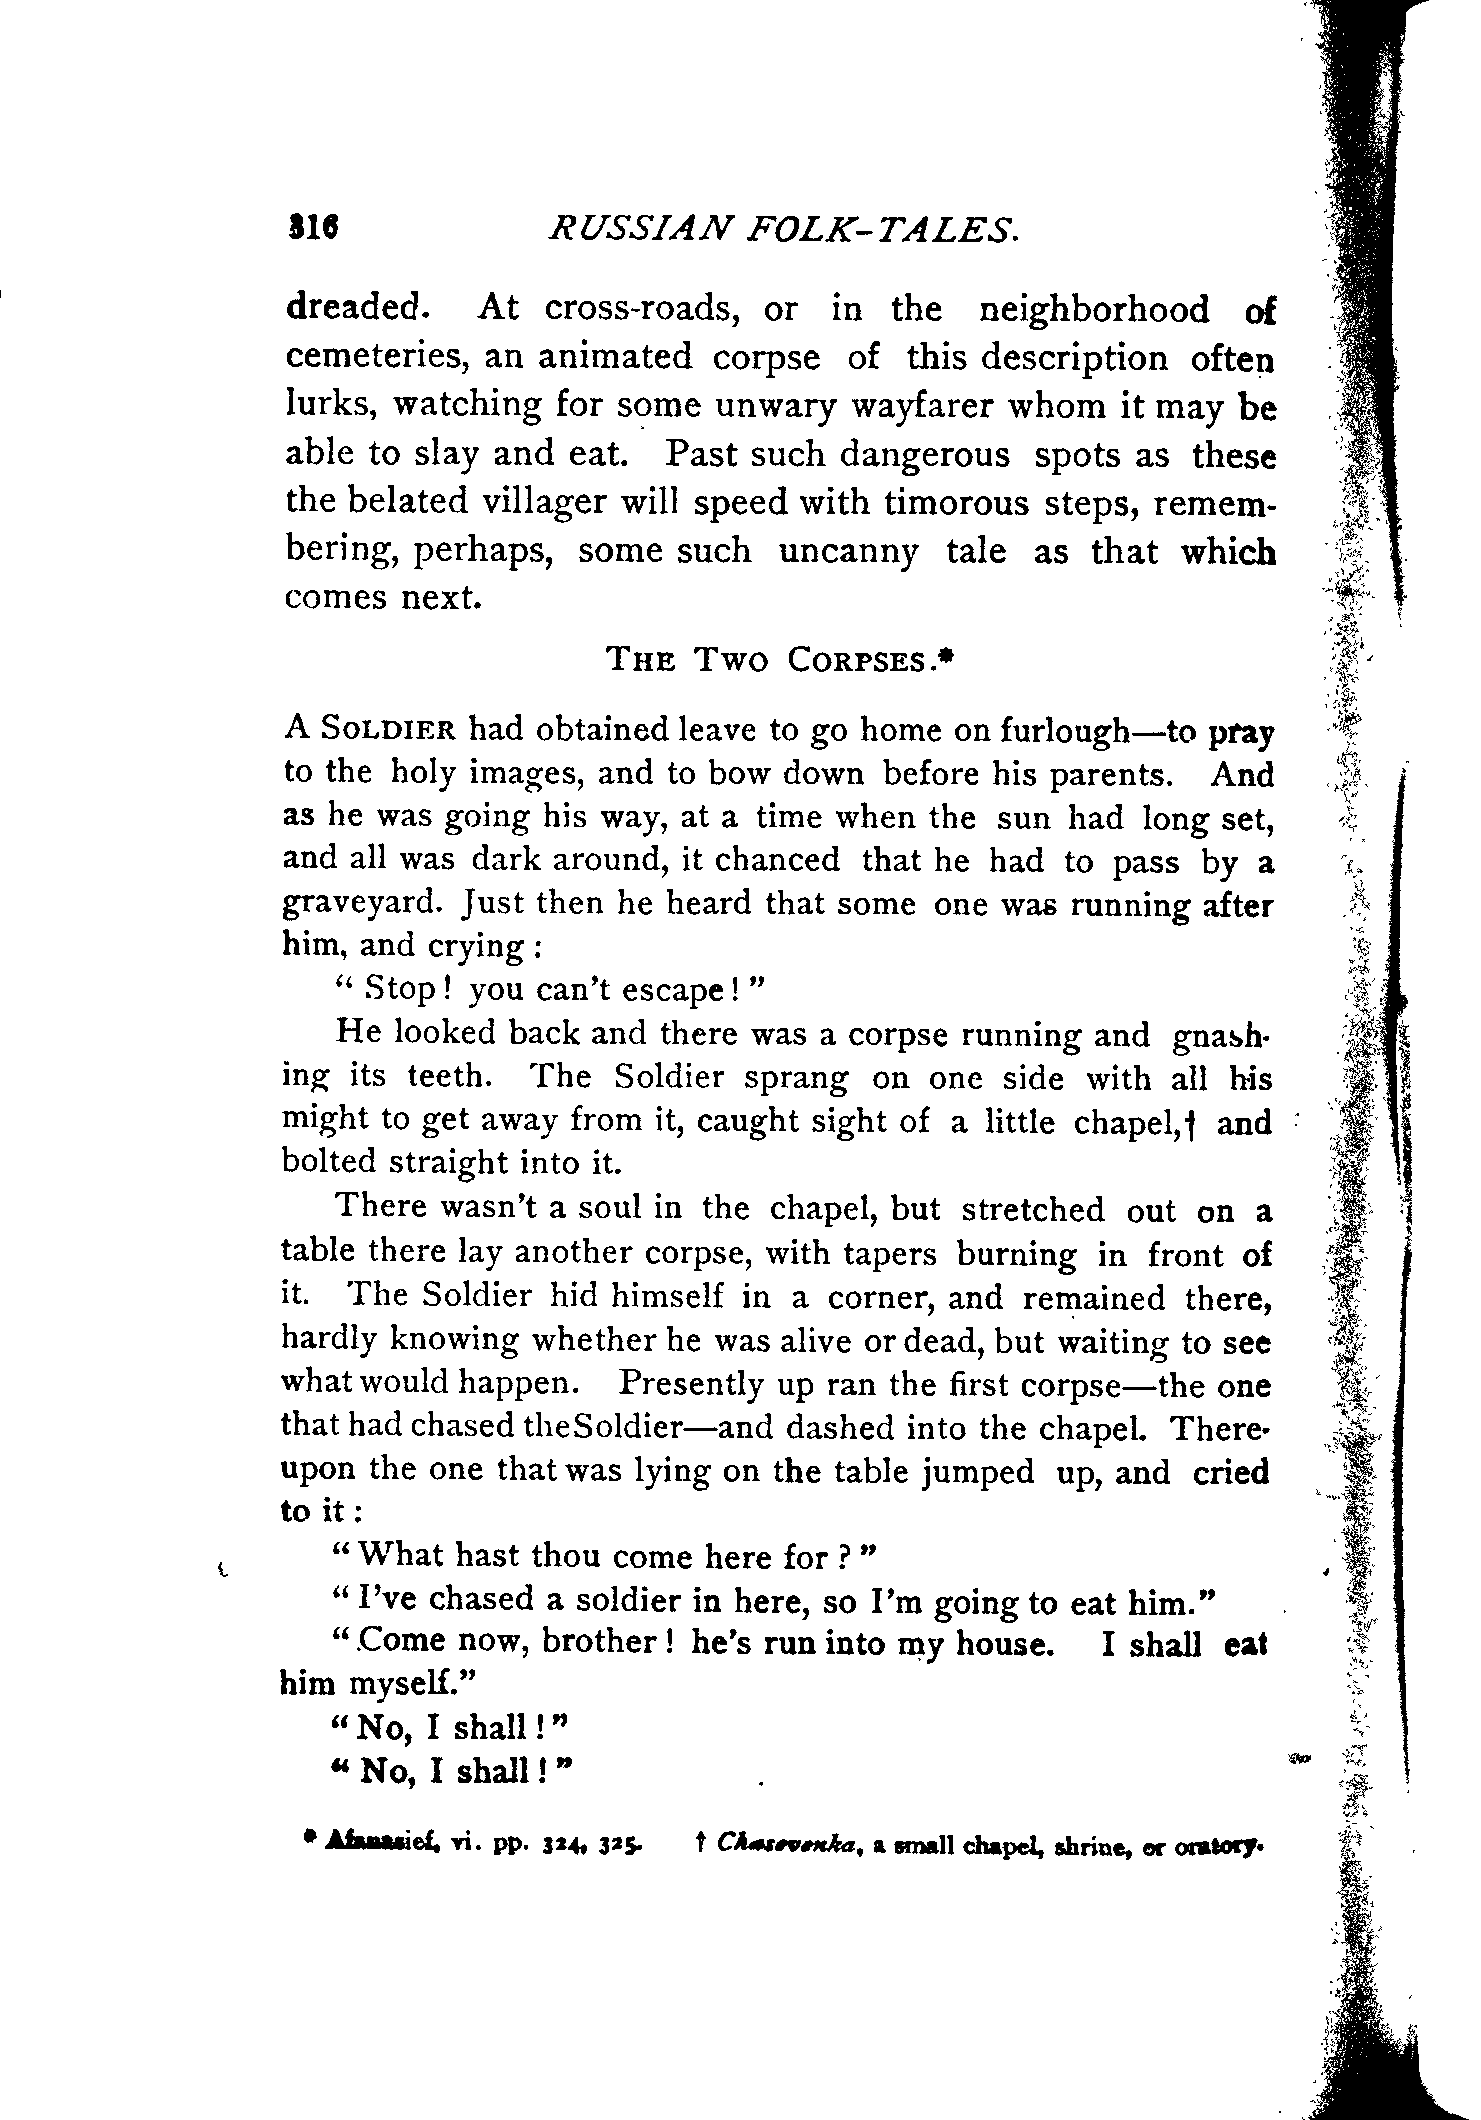 316 RUSSIAN FOLK-TALES.
dreaded. At cross-roads, or in the neighborhood of
cemeteries, an animated corpse of this description often
lurks, watching for some unwary wayfarer whom it may be
able to slay and eat. Past such dangerous spots as these
the belated villager will speed with timorous steps, remem-
bering, perhaps, some such uncanny tale as that which
comes next.
THE TWO CORPSES.*
A SOLDIER had obtained leave to go home on furlough—to pray
to the holy images, and to bow down before his parents. And
as he was going his way, at a time when the sun had long set,
and all was dark around, it chanced that he had to pass by a
graveyard. Just then he heard that some one was running after
him, and crying :
" Stop ! you can't escape ! "
He looked back and there was a corpse running and gnash-
ing its teeth. The Soldier sprang on one side with all his
might to get away from it, caught sight of a little chapel,† and
bolted straight into it.
There wasn't a soul in the chapel, but stretched out on a
table there lay another corpse, with tapers burning in front of
it. The Soldier hid himself in a corner, and remained there,
hardly knowing whether he was alive or dead, but waiting to see
what would happen. Presently up ran the first corpse—the one
that had chased theSoldier—and dashed into the chapel. There-
upon the one that was lying on the table jumped up, and cried
to it :
" What hast thou come here for ? "
" I've chased a soldier in here, so I'm going to eat him."
" Come now, brother ! he's run into my house. I shall eat
him myself."
" No, I shall ! "
" No, I shall ! "
* Afanasief, vi. pp. 324, 325. † Chasovenka, a small chapel, shrine, or oratory.